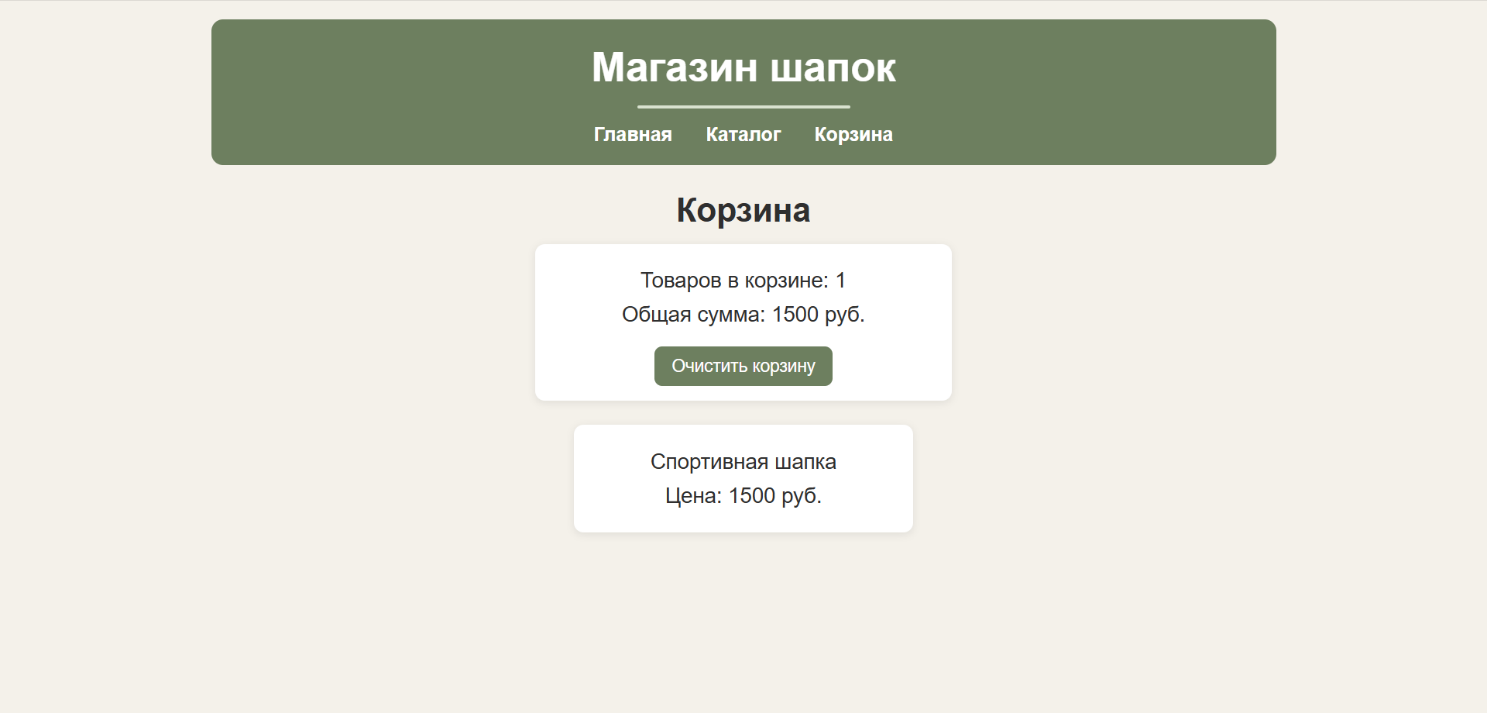 Магазин шапок
Главная Каталог Корзина
Корзина
Товаров в корзине: 1
Общая сумма: 1500 руб.
Очистить корзину
Спортивная шапка
Цена: 1500 руб.